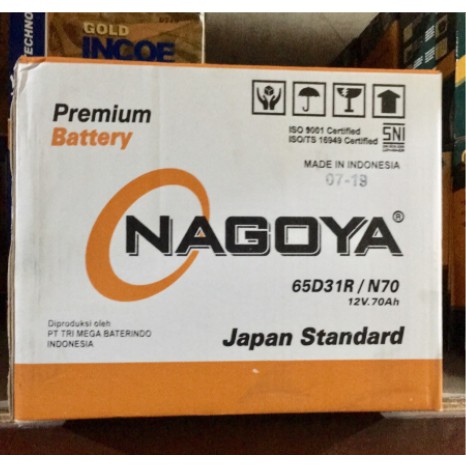 TECHNO
GOLD
INCOE
Premium
Battery
ISO 9001 Certified
ISO/TS 16949 Certified
SNI
MADE IN INDONESIA
07-19
NAGOYA®
65D31R / N70
12V.70Ah
Diproduksi oleh
PT TRI MEGA BATERINDO
INDONESIA
Japan Standard